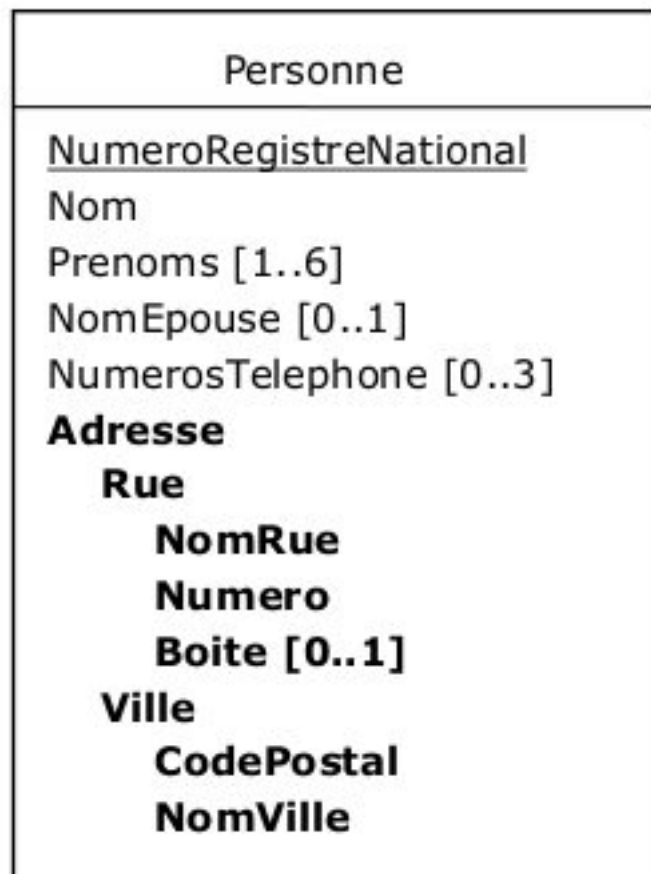 Personne
NumeroRegistreNational
Nom
Prenoms [1..6]
NomEpouse [0..1]
NumerosTelephone [0..3]
Adresse
Rue
NomRue
Numero
Boite [0..1]
Ville
CodePostal
NomVille